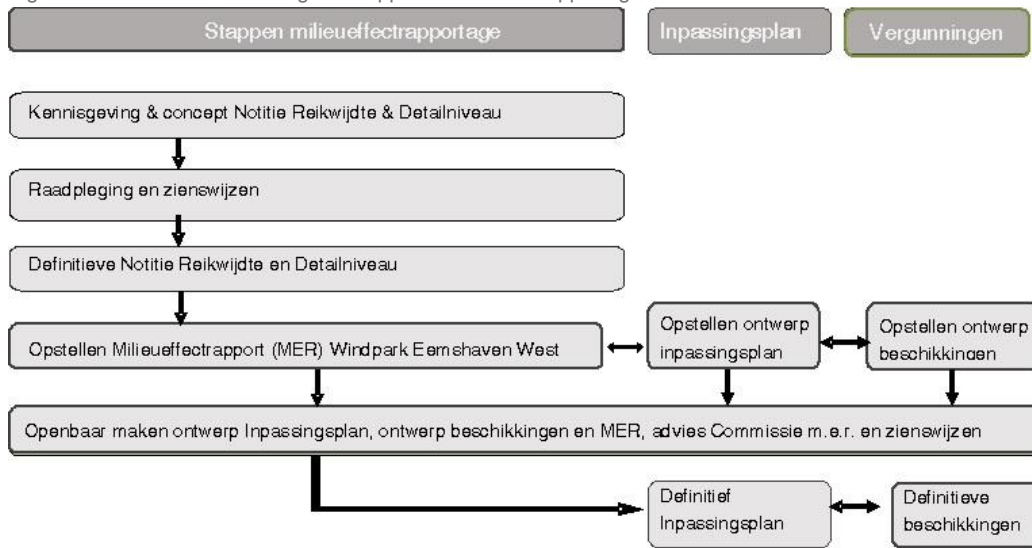 Stappen milieueffectrapportage
Inpassingsplan
Vergunningen
Kennisgeving & concept Notitie Reikwijdte & Detailniveau
Raadpleging en zienswijzen
Definitieve Notitie Reikwijdte en Detailniveau
Opstellen Milieueffectrapport (MER) Windpark Eemshaven West
Opstellen ontwerp
inpassingsplan
Opstellen ontwerp
beschikkingen
Openbaar maken ontwerp Inpassingsplan, ontwerp beschikkingen en MER, advies Commissie m.e.r. en zienswijzen
Definitief
Inpassingsplan
Definitieve
beschikkingen